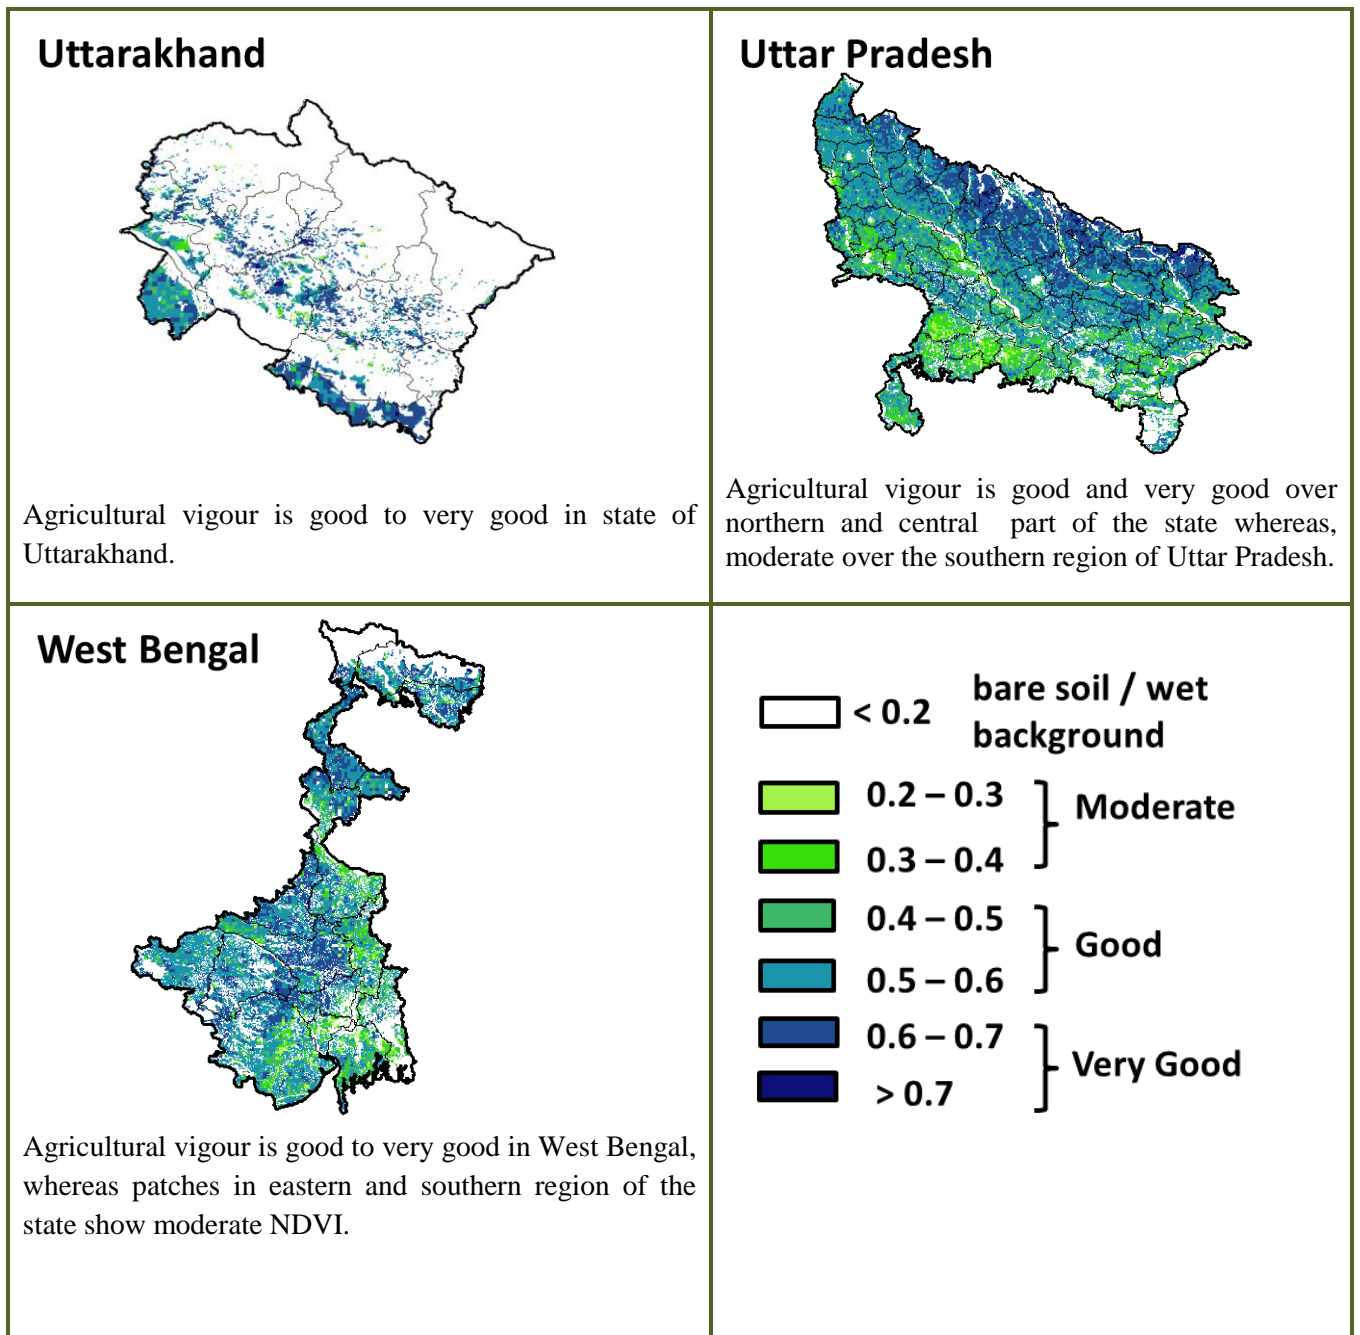 Uttarakhand
Agricultural vigour is good to very good in state of
Uttarakhand.
Uttar Pradesh
Agricultural vigour is good and very good over
northern and central part of the state whereas,
moderate over the southern region of Uttar Pradesh.
West Bengal
Agricultural vigour is good to very good in West Bengal,
whereas patches in eastern and southern region of the
state show moderate NDVI.
< 0.2 bare soil / wet
background
0.2 – 0.3
Moderate
0.3 – 0.4
0.4 – 0.5
Good
0.5 – 0.6
0.6 – 0.7
Very Good
> 0.7